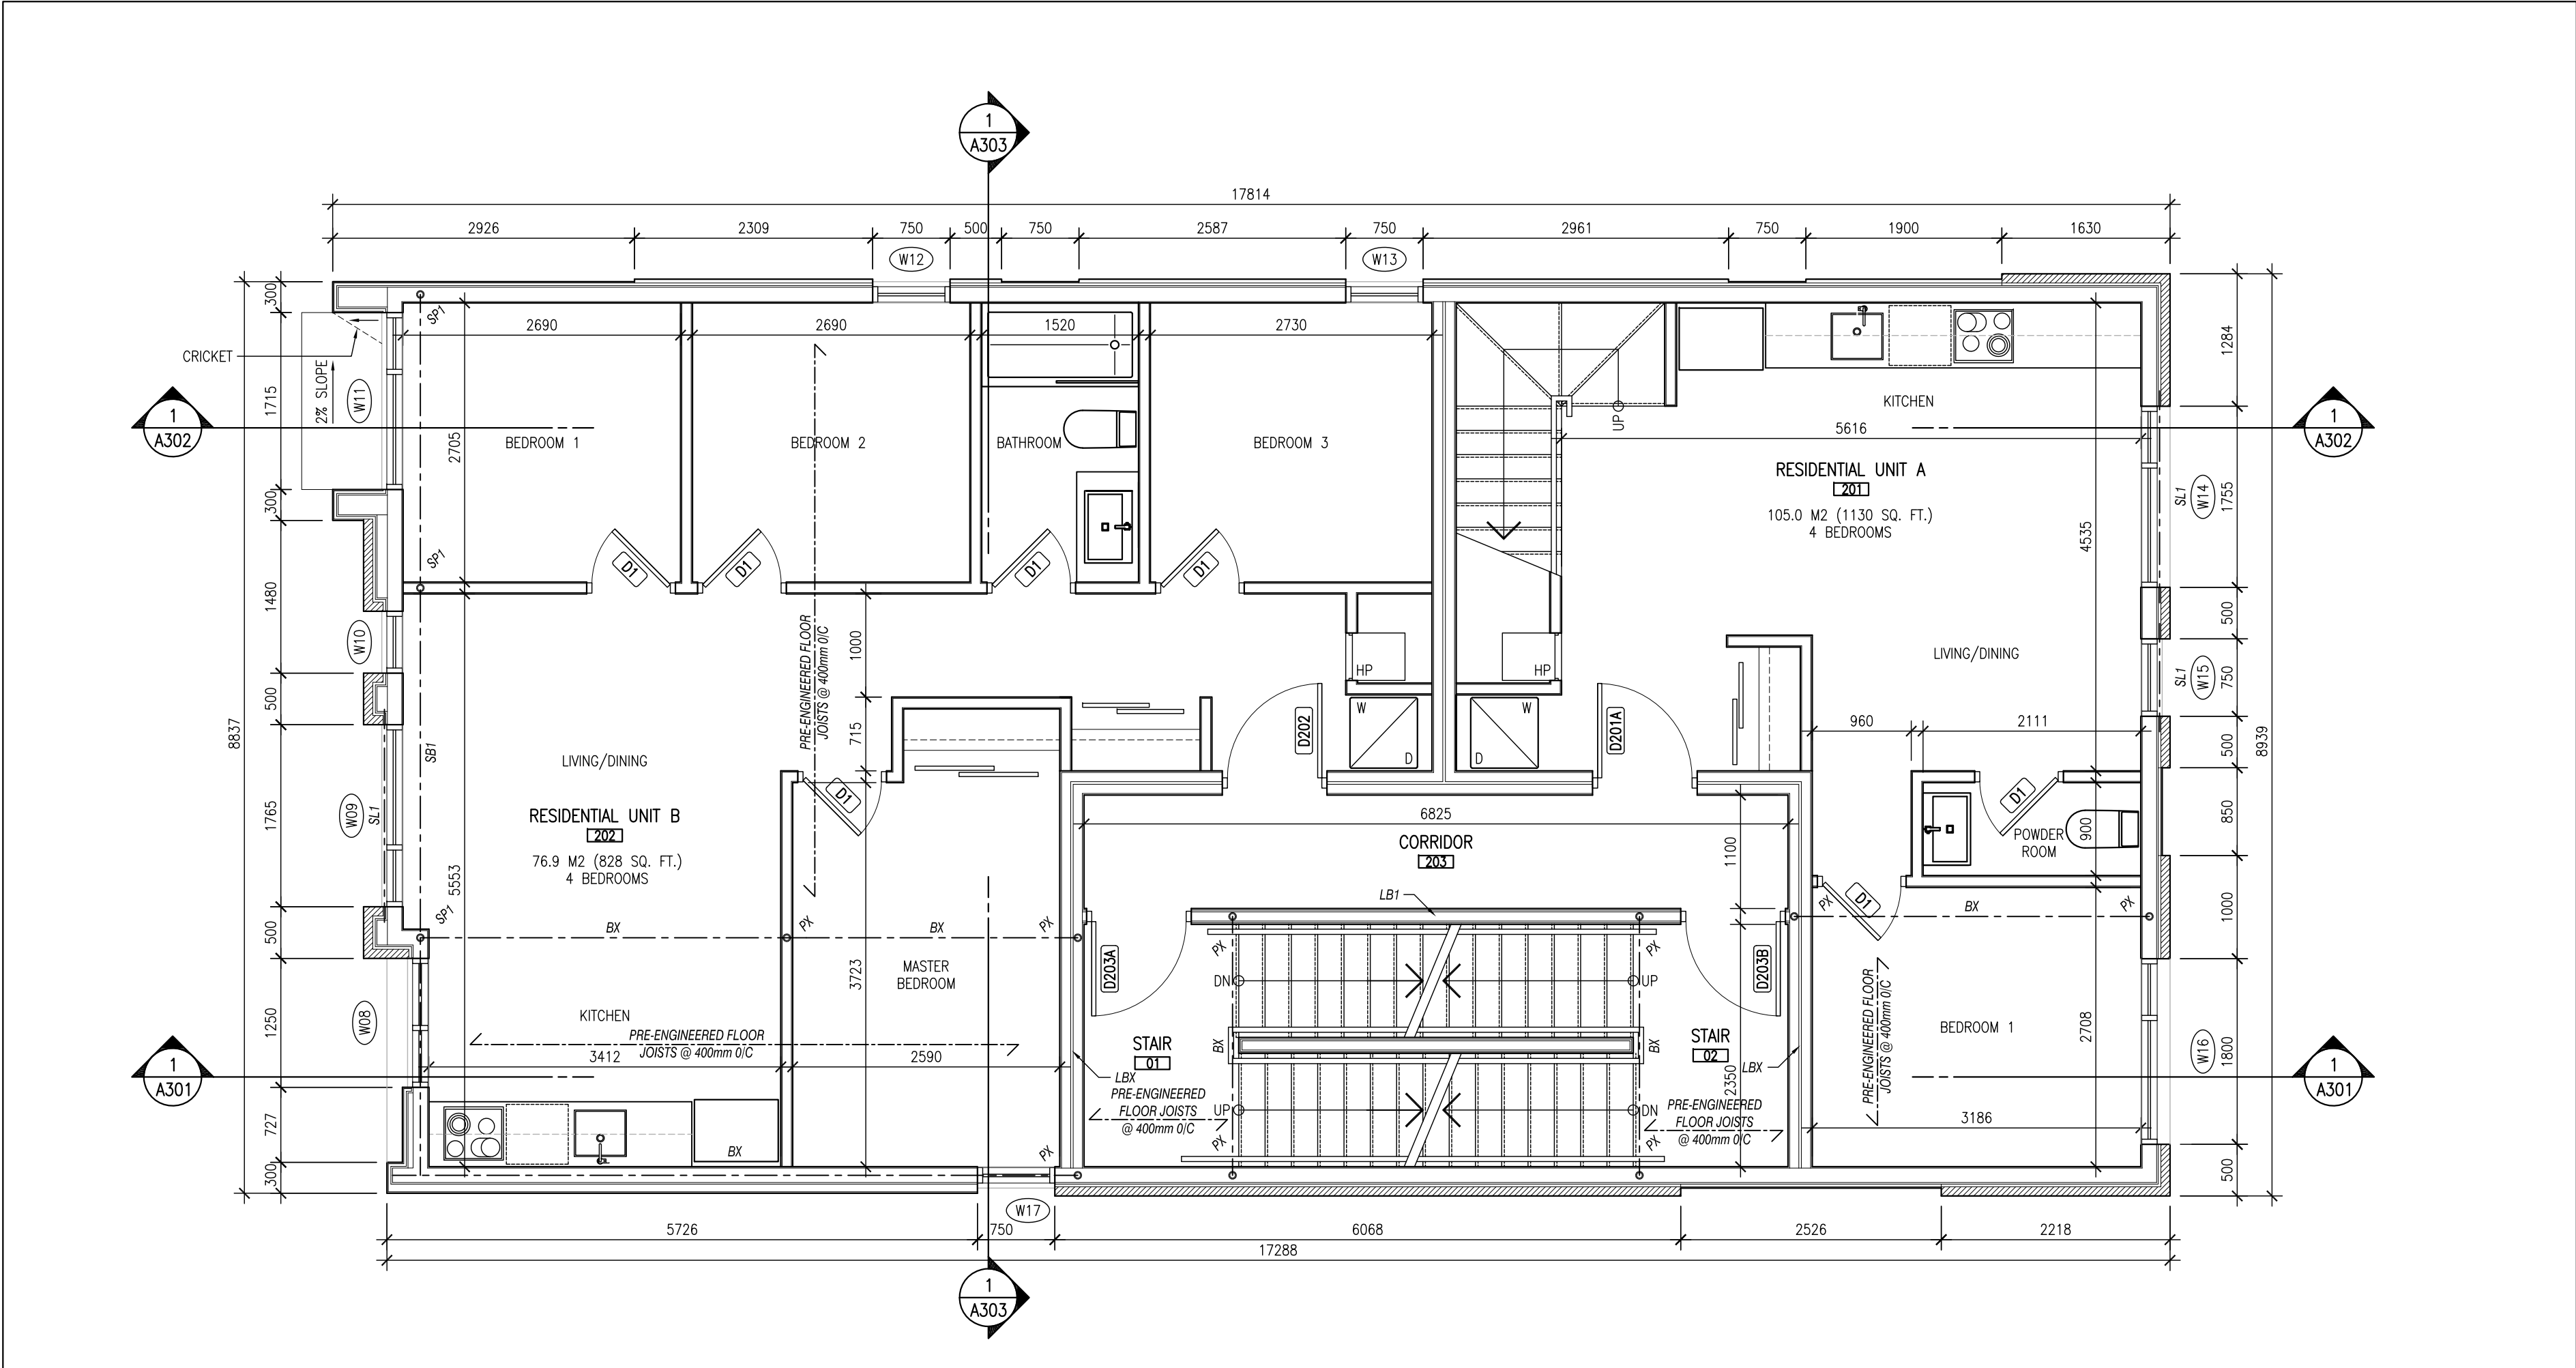 1
A303
17814
2926
2309
750
500
750
2587
750
2961
750
1900
1630
W12
W13
300
1715
300
1480
500
1765
500
1250
727
300
8837
CRICKET
2% SLOPE
W11
W10
W09
SL1
W08
1
A302
1
A301
SP1
SP1
SB1
SP1
2690
2690
1520
2730
2705
BEDROOM 1
BEDROOM 2
BATHROOM
BEDROOM 3
D1
D1
D1
D1
PRE-ENGINEERED FLOOR
JOISTS @ 400mm O/C
1000
715
LIVING/DINING
RESIDENTIAL UNIT B
202
76.9 M2 (828 SQ. FT.)
4 BEDROOMS
5553
D1
BX
PX
BX
PX
3723
MASTER
BEDROOM
KITCHEN
PRE-ENGINEERED FLOOR
JOISTS @ 400mm O/C
3412
2590
BX
PX
HP
HP
W
D
W
D
D202
D201A
UP
KITCHEN
5616
RESIDENTIAL UNIT A
201
105.0 M2 (1130 SQ. FT.)
4 BEDROOMS
4535
LIVING/DINING
960
2111
D1
POWDER
ROOM
900
D1
PX
BX
PX
PRE-ENGINEERED FLOOR
JOISTS @ 400mm O/C
BEDROOM 1
2708
3186
6825
CORRIDOR
203
1100
LB1
D203A
D203B
PX
PX
DN
UP
STAIR
01
BX
BX
STAIR
02
LBX
LBX
PRE-ENGINEERED
FLOOR JOISTS
@ 400mm O/C
UP
DN
PX
PX
2350
PRE-ENGINEERED
FLOOR JOISTS
@ 400mm O/C
1284
1755
500
750
500
850
1000
1800
500
8939
SL1
W14
SL1
W15
W16
1
A302
1
A301
W17
5726
750
6068
2526
2218
17288
1
A303